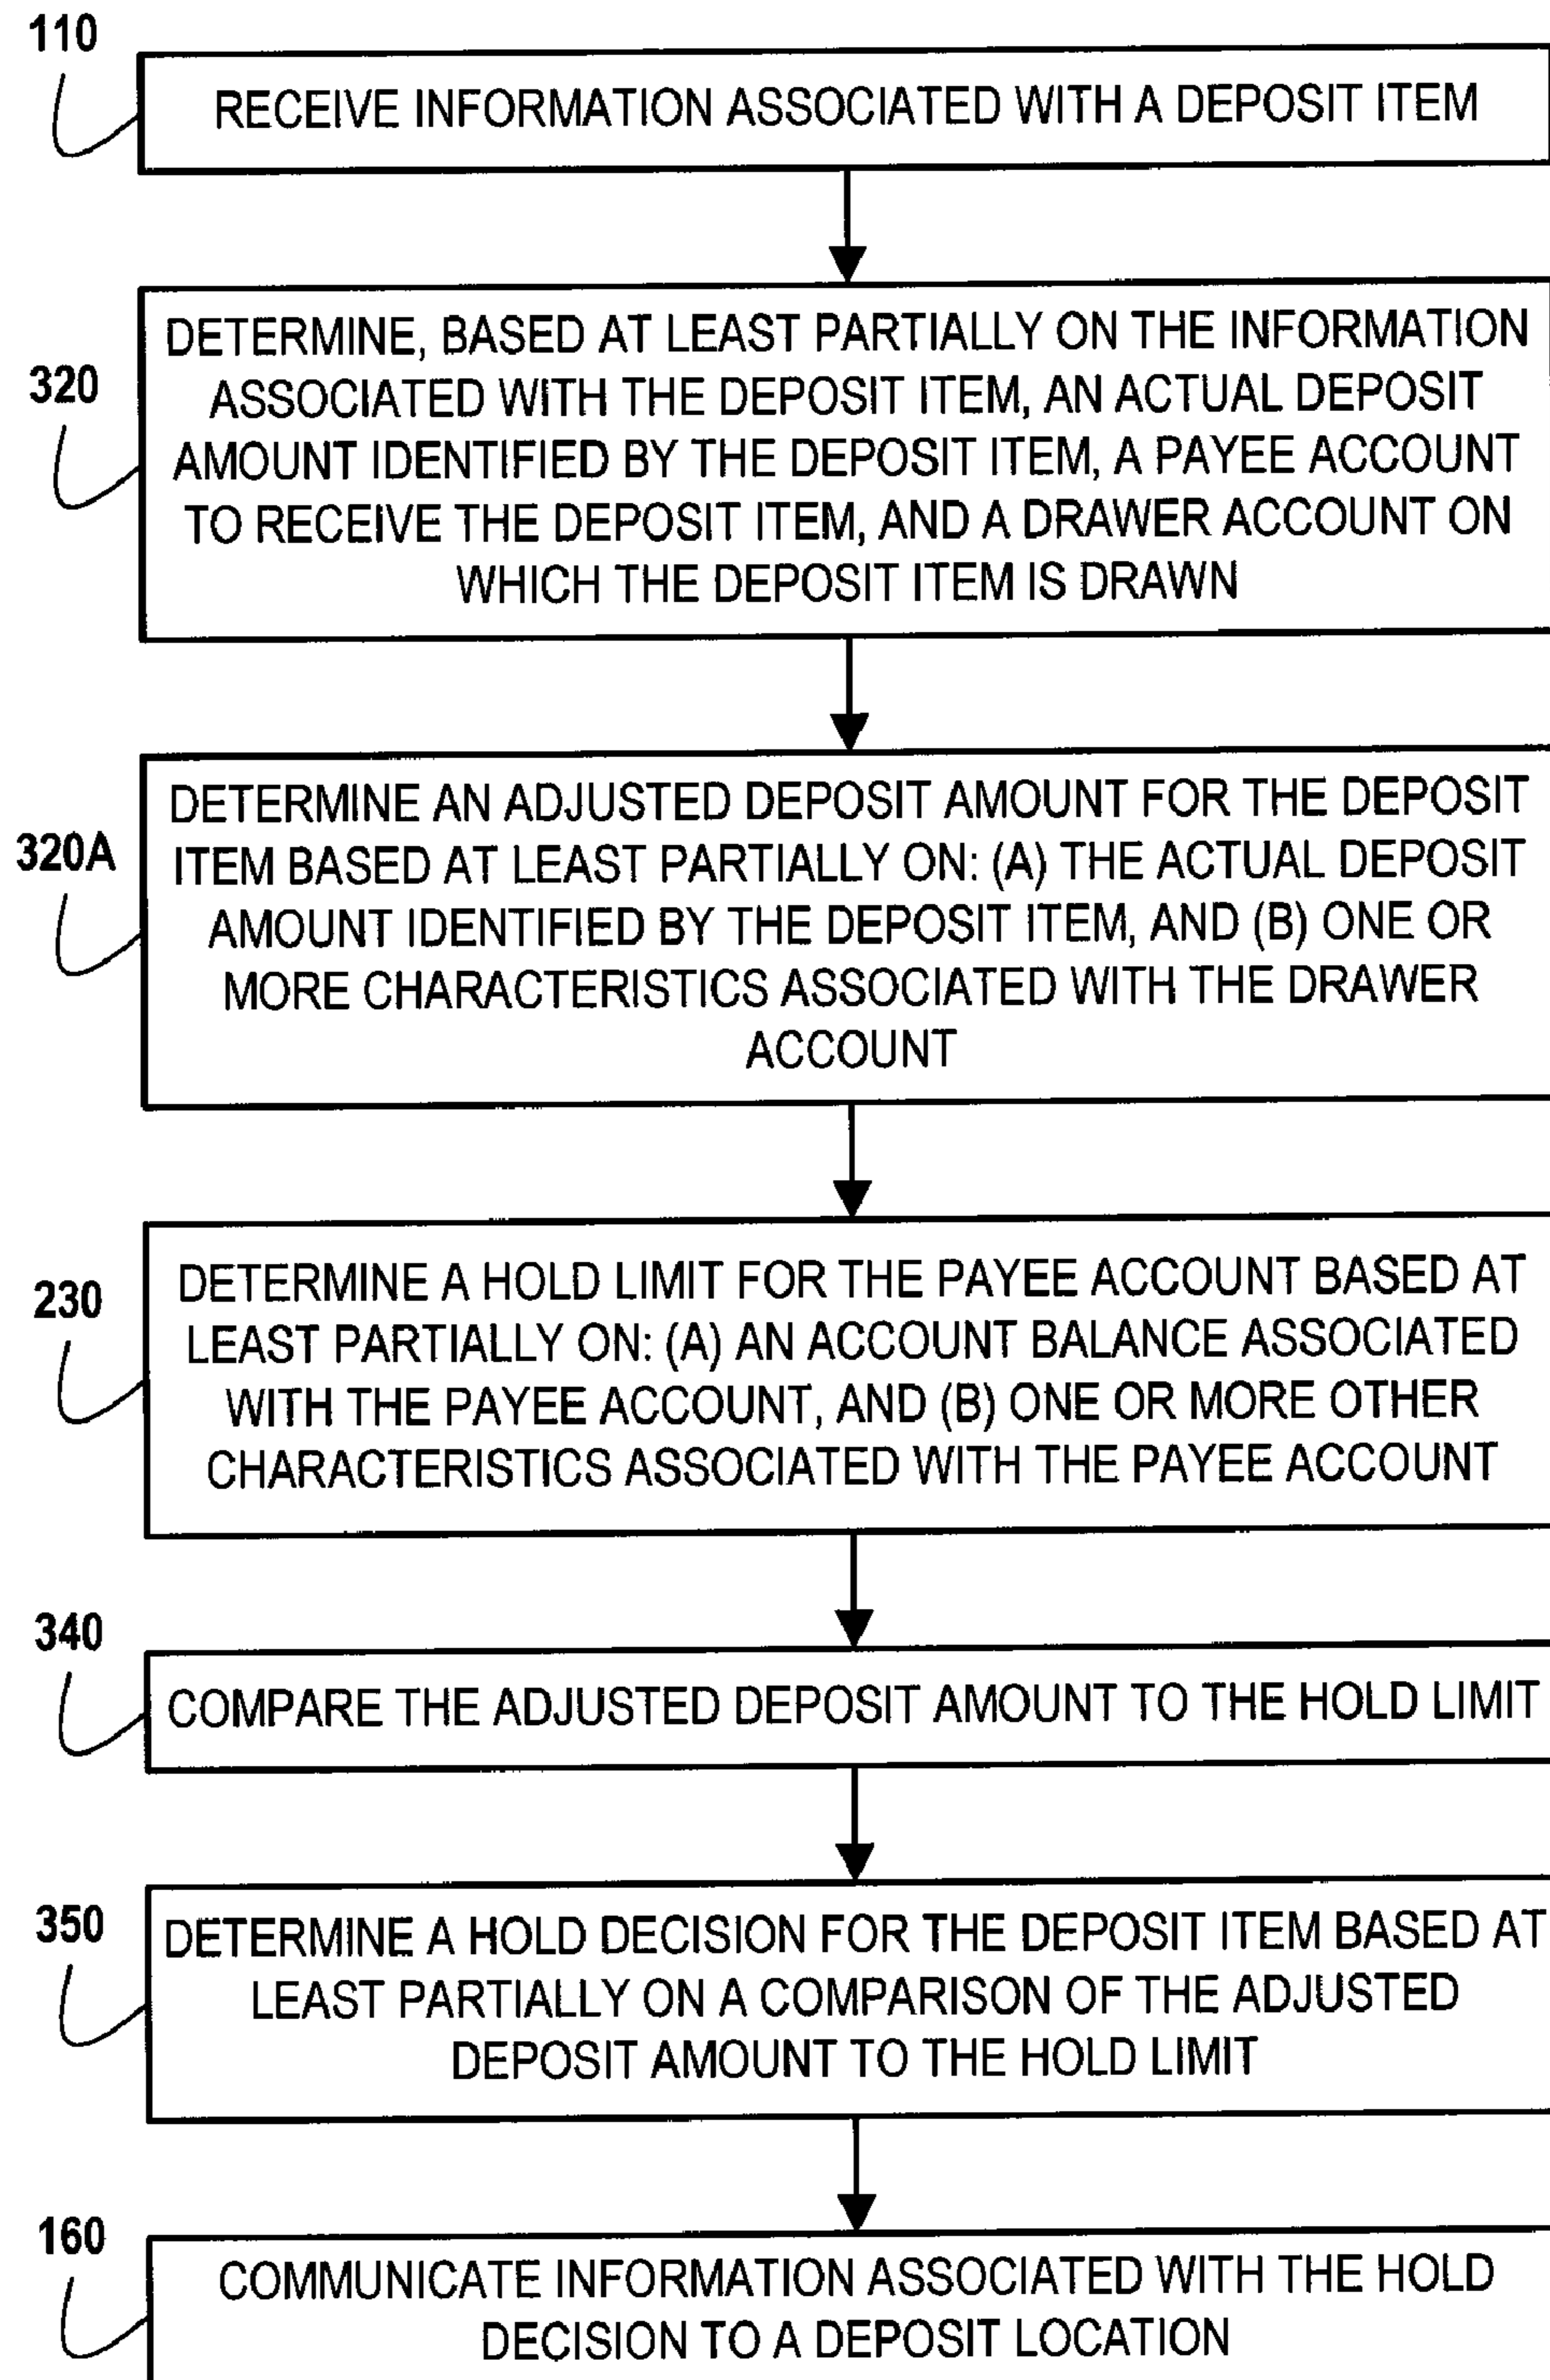 110
RECEIVE INFORMATION ASSOCIATED WITH A DEPOSIT ITEM
320
DETERMINE, BASED AT LEAST PARTIALLY ON THE INFORMATION
ASSOCIATED WITH THE DEPOSIT ITEM, AN ACTUAL DEPOSIT
AMOUNT IDENTIFIED BY THE DEPOSIT ITEM, A PAYEE ACCOUNT
TO RECEIVE THE DEPOSIT ITEM, AND A DRAWER ACCOUNT ON
WHICH THE DEPOSIT ITEM IS DRAWN
320A
DETERMINE AN ADJUSTED DEPOSIT AMOUNT FOR THE DEPOSIT
ITEM BASED AT LEAST PARTIALLY ON: (A) THE ACTUAL DEPOSIT
AMOUNT IDENTIFIED BY THE DEPOSIT ITEM, AND (B) ONE OR
MORE CHARACTERISTICS ASSOCIATED WITH THE DRAWER
ACCOUNT
230
DETERMINE A HOLD LIMIT FOR THE PAYEE ACCOUNT BASED AT
LEAST PARTIALLY ON: (A) AN ACCOUNT BALANCE ASSOCIATED
WITH THE PAYEE ACCOUNT, AND (B) ONE OR MORE OTHER
CHARACTERISTICS ASSOCIATED WITH THE PAYEE ACCOUNT
340
COMPARE THE ADJUSTED DEPOSIT AMOUNT TO THE HOLD LIMIT
350
DETERMINE A HOLD DECISION FOR THE DEPOSIT ITEM BASED AT
LEAST PARTIALLY ON A COMPARISON OF THE ADJUSTED
DEPOSIT AMOUNT TO THE HOLD LIMIT
160
COMMUNICATE INFORMATION ASSOCIATED WITH THE HOLD
DECISION TO A DEPOSIT LOCATION